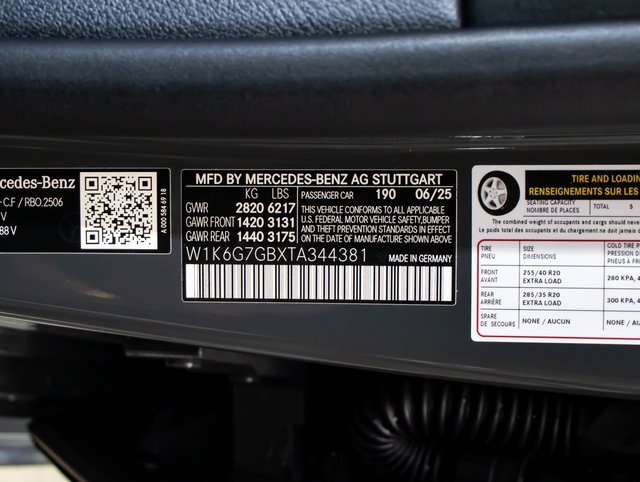 cedes-Benz
-C.F / RBO.2506
V
88 V
A 000 584 69 18
MFD BY MERCEDES-BENZ AG STUTTGART
KG LBS PASSENGER CAR 190 06/25
GWR 2820 6217
GAWR FRONT 1420 3131
GAWR REAR 1440 3175
THIS VEHICLE CONFORMS TO ALL APPLICABLE
U.S. FEDERAL MOTOR VEHICLE SAFETY,BUMPER
AND THEFT PREVENTION STANDARDS IN EFFECT
ON THE DATE OF MANUFACTURE SHOWN ABOVE.
W1K6G7GBXTA344381 MADE IN GERMANY
TIRE AND LOADIN
RENSEIGNEMENTS SUR LES
SEATING CAPACITY
NOMBRE DE PLACES TOTAL 5
The combined weight of occupants and cargo should never
Le poids total des occupants et du chargement ne doit jamais d
TIRE
PNEU
SIZE
DIMENSIONS
COLD TIRE P
PRESSION D
PNEUS À FR
FRONT
AVANT
255/40 R20
EXTRA LOAD
280 KPA, 4
REAR
ARRIÈRE
285/35 R20
EXTRA LOAD
300 KPA, 4
SPARE
DE SECOURS
NONE / AUCUN
NONE / AU